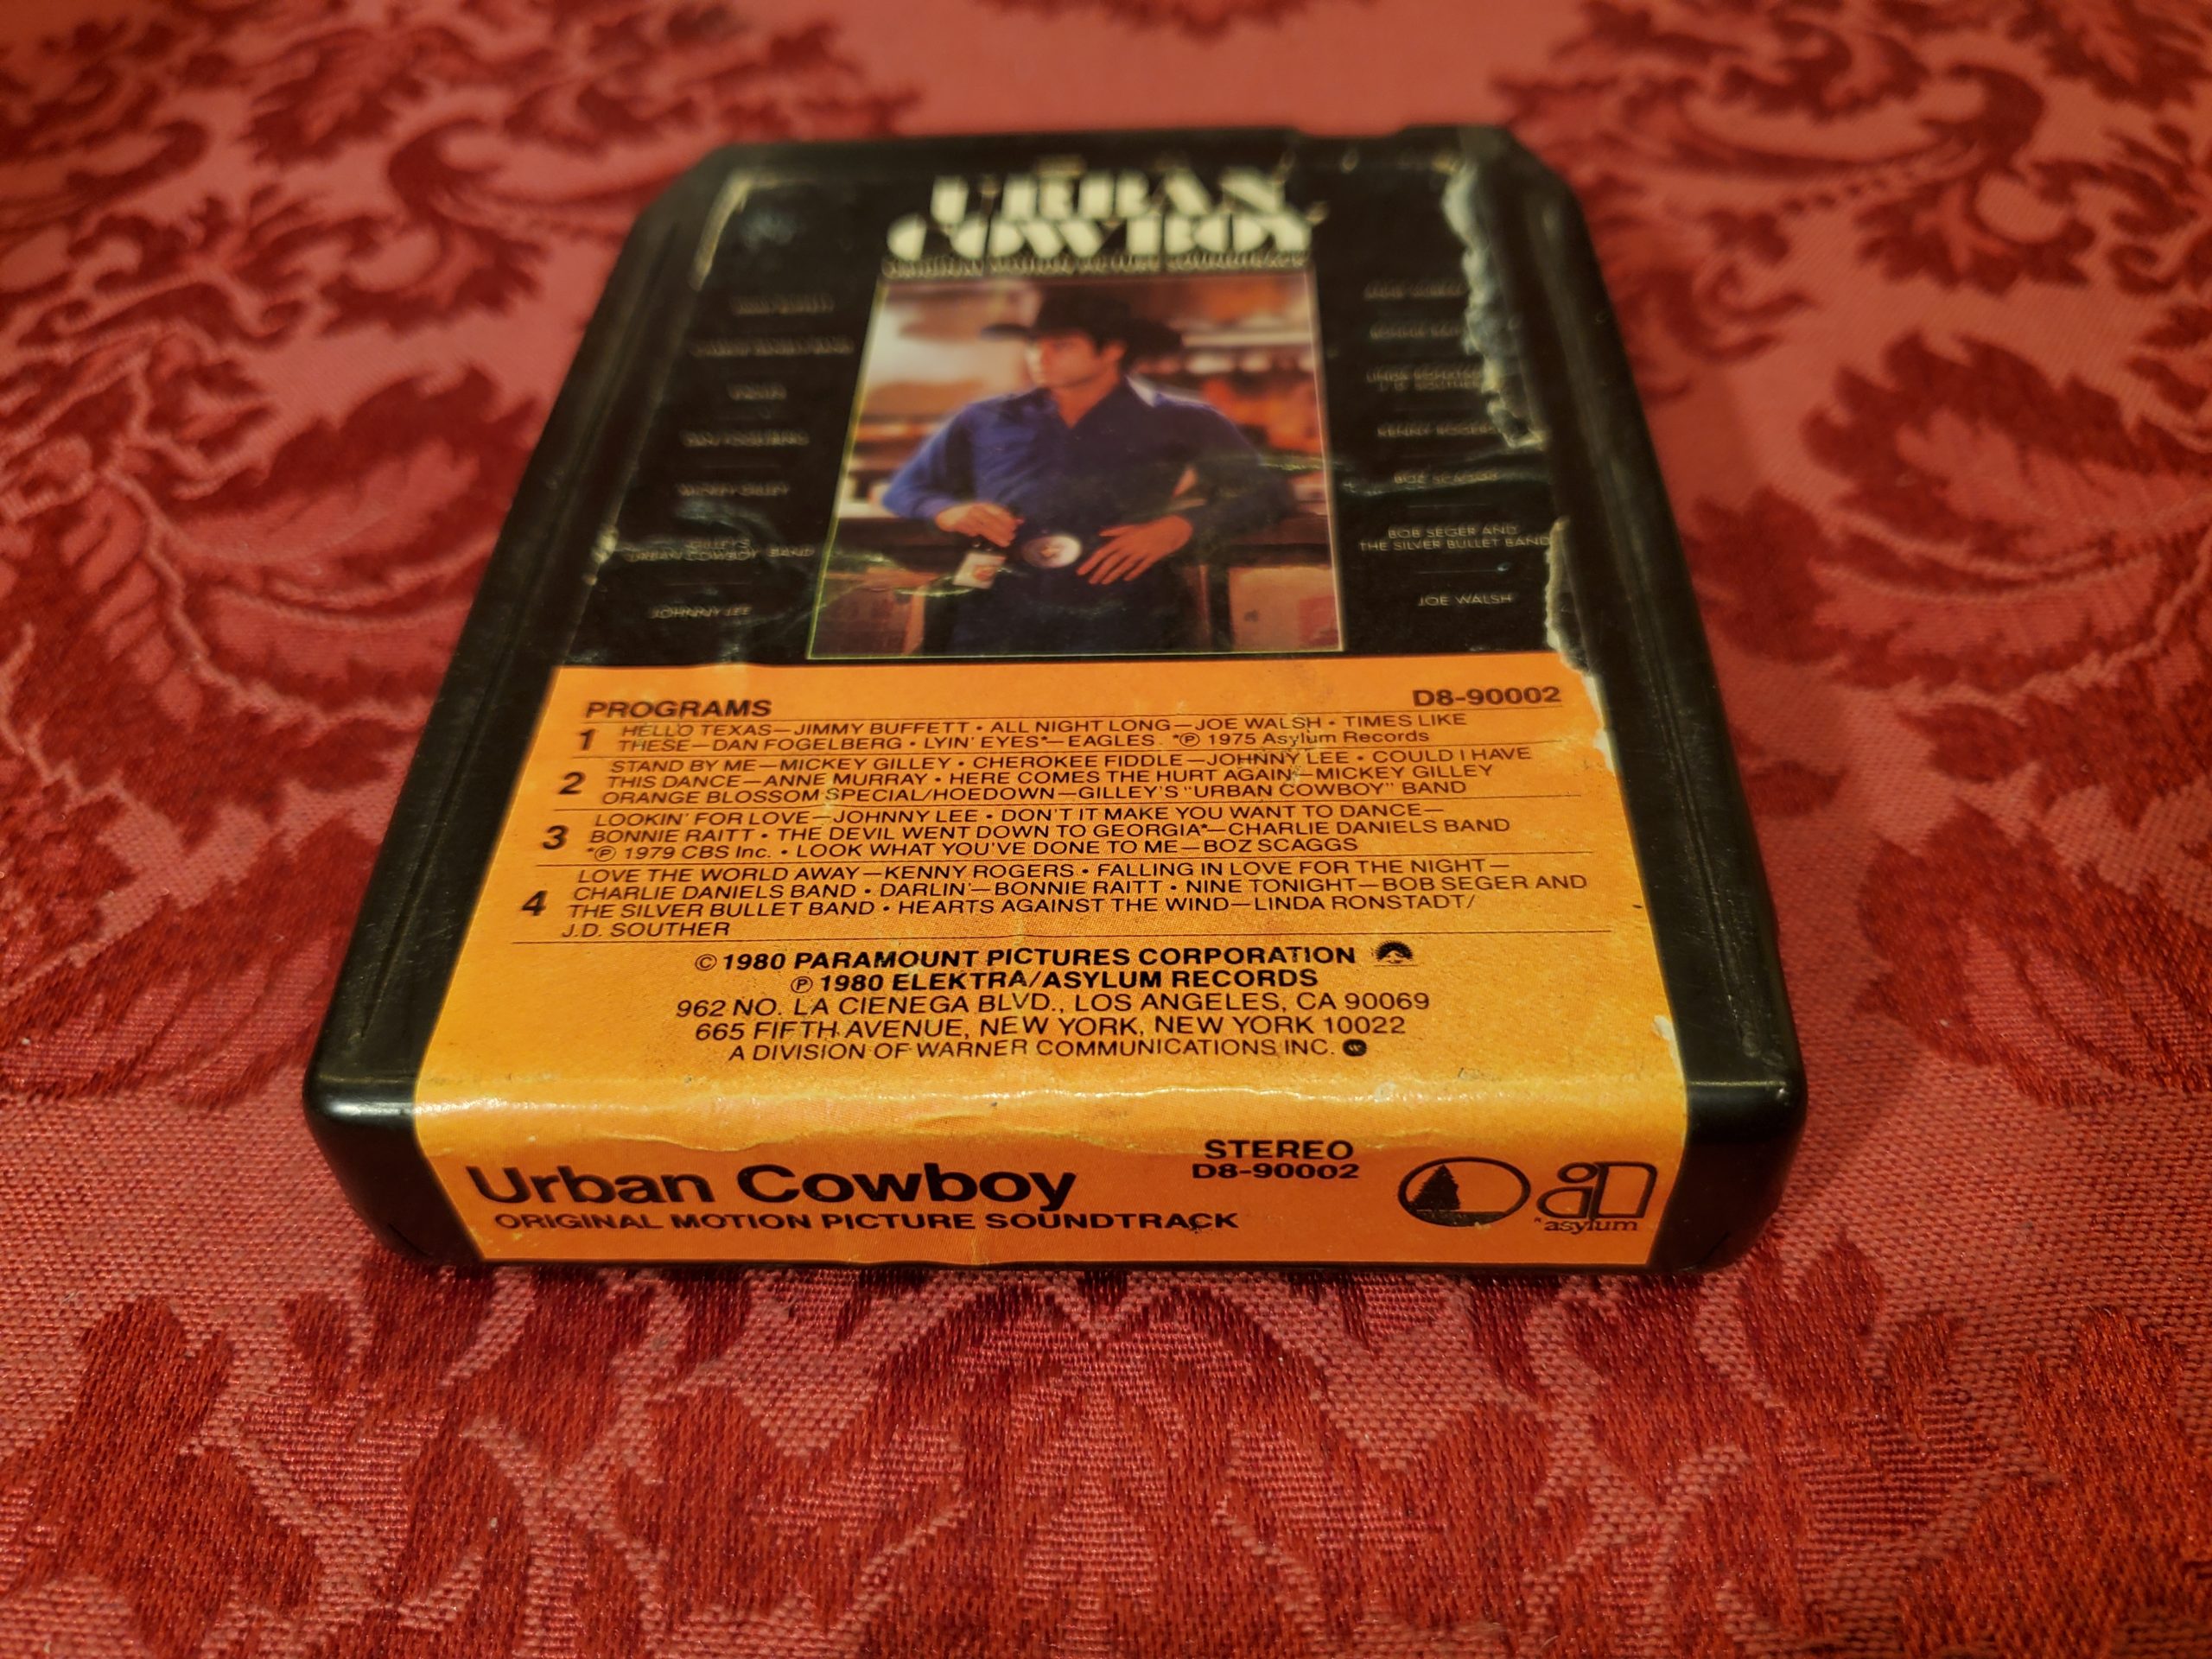 URBAN
COWBOY
ORIGINAL MOTION PICTURE SOUNDTRACK
MICKEY GILLEY
GILLEY'S
URBAN COWBOY BAND
JOHNNY LEE
KENNY ROGERS
BOZ SCAGGS
BOB SEGER AND
THE SILVER BULLET BAND
JOE WALSH
PROGRAMS D8-90002
1 HELLO TEXAS—JIMMY BUFFETT • ALL NIGHT LONG—JOE WALSH • TIMES LIKE
THESE—DAN FOGELBERG • LYIN' EYES*—EAGLES *Ⓟ 1975 Asylum Records
STAND BY ME—MICKEY GILLEY • CHEROKEE FIDDLE—JOHNNY LEE • COULD I HAVE
2 THIS DANCE—ANNE MURRAY • HERE COMES THE HURT AGAIN—MICKEY GILLEY
ORANGE BLOSSOM SPECIAL/HOEDOWN—GILLEY'S "URBAN COWBOY" BAND
LOOKIN' FOR LOVE—JOHNNY LEE • DON'T IT MAKE YOU WANT TO DANCE—
3 BONNIE RAITT • THE DEVIL WENT DOWN TO GEORGIA*—CHARLIE DANIELS BAND
*Ⓟ 1979 CBS Inc. • LOOK WHAT YOU'VE DONE TO ME—BOZ SCAGGS
LOVE THE WORLD AWAY—KENNY ROGERS • FALLING IN LOVE FOR THE NIGHT—
CHARLIE DANIELS BAND • DARLIN'—BONNIE RAITT • NINE TONIGHT—BOB SEGER AND
4 THE SILVER BULLET BAND • HEARTS AGAINST THE WIND—LINDA RONSTADT/
J.D. SOUTHER
© 1980 PARAMOUNT PICTURES CORPORATION
Ⓟ 1980 ELEKTRA/ASYLUM RECORDS
962 NO. LA CIENEGA BLVD., LOS ANGELES, CA 90069
665 FIFTH AVENUE, NEW YORK, NEW YORK 10022
A DIVISION OF WARNER COMMUNICATIONS INC.
Urban Cowboy
ORIGINAL MOTION PICTURE SOUNDTRACK
STEREO
D8-90002
asylum